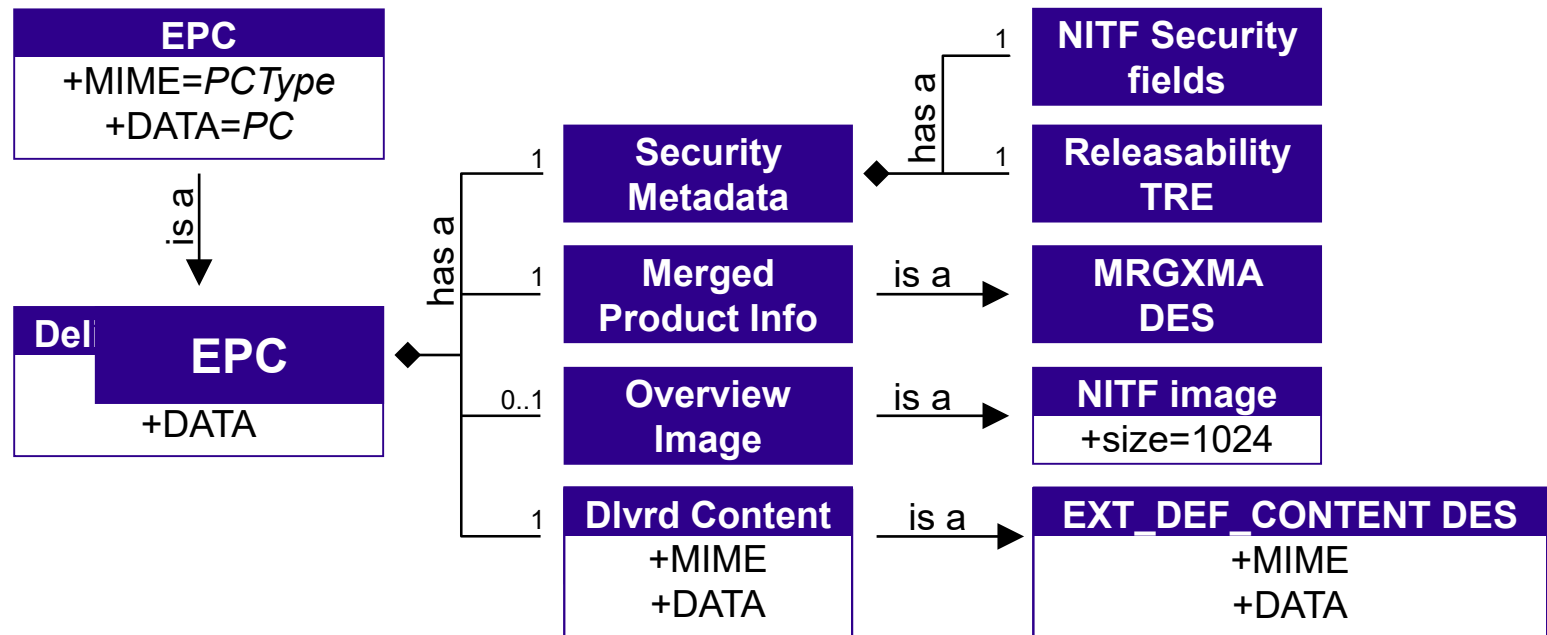 EPC
+MIME=PCType
+DATA=PC
is a
EPC
+DATA
has a
1
Security
Metadata
has a
1
NITF Security
fields
1
Releasability
TRE
1
Merged
Product Info
is a
MRGXMA
DES
0..1
Overview
Image
is a
NITF image
+size=1024
1
Dlvrd Content
+MIME
+DATA
is a
EXT_DEF_CONTENT DES
+MIME
+DATA